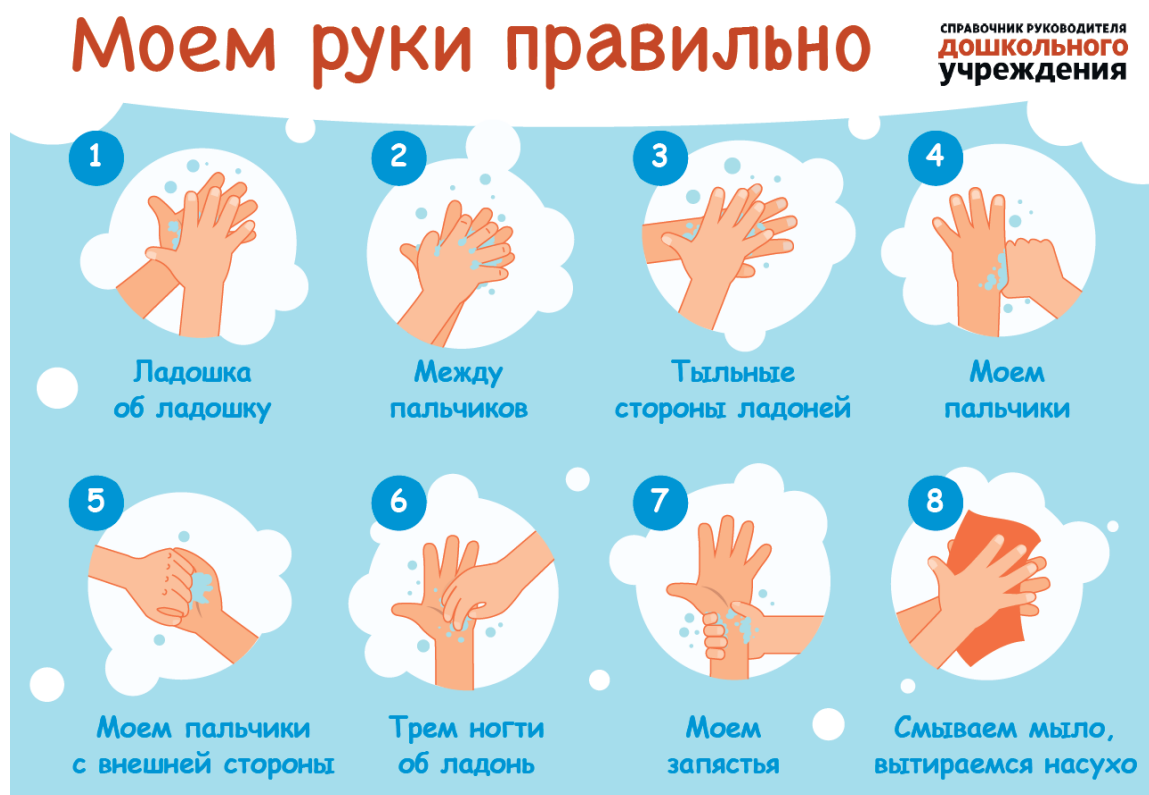 Моем руки правильно
СПРАВОЧНИК РУКОВОДИТЕЛЯ
ДОШКОЛЬНОГО
учреждения
1
Ладошка
об ладошку
2
Между
пальчиков
3
Тыльные
стороны ладоней
4
Моем
пальчики
5
Моем пальчики
с внешней стороны
6
Трем ногти
об ладонь
7
Моем
запястья
8
Смываем мыло,
вытираемся насухо